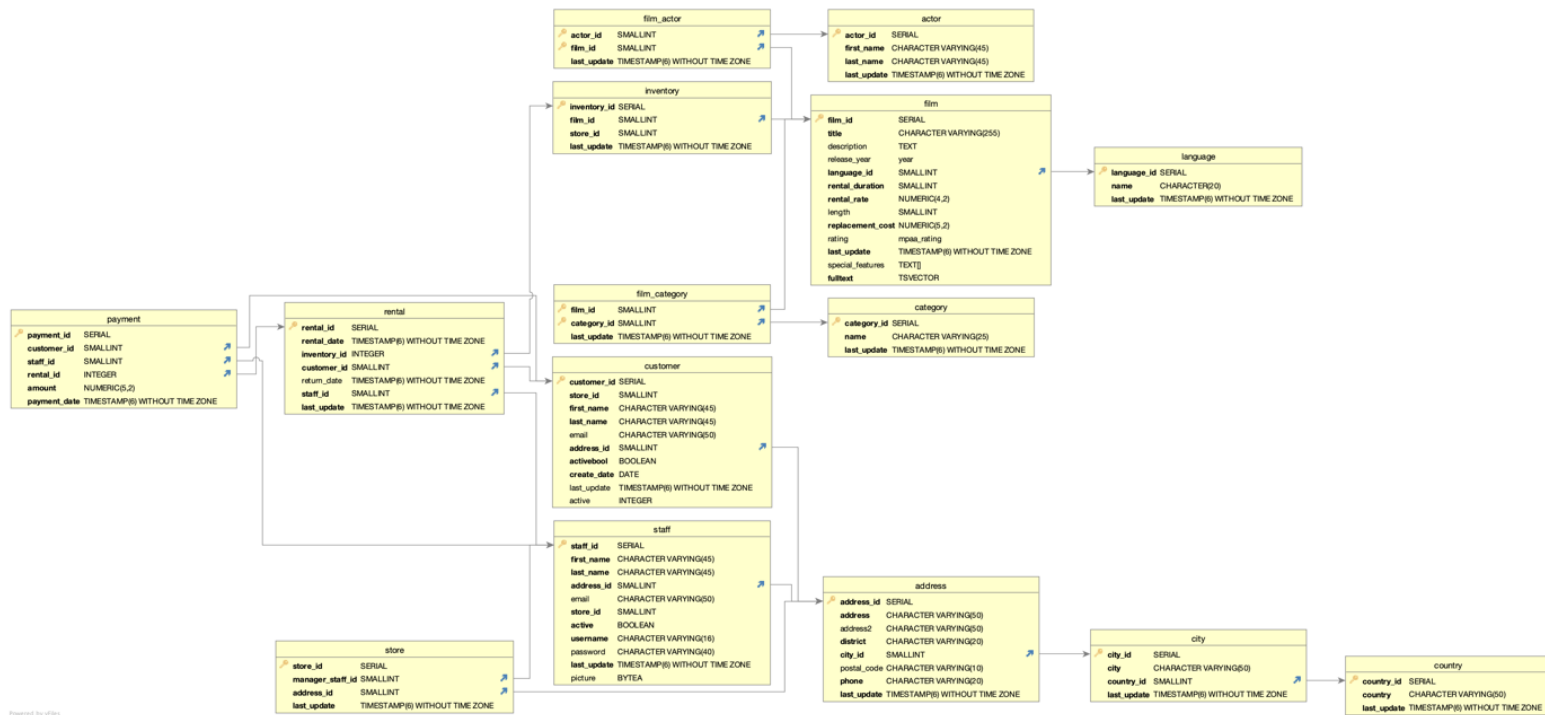 film_actor
actor_id SMALLINT
film_id SMALLINT
last_update TIMESTAMP(6) WITHOUT TIME ZONE
actor
actor_id SERIAL
first_name CHARACTER VARYING(45)
last_name CHARACTER VARYING(45)
last_update TIMESTAMP(6) WITHOUT TIME ZONE
inventory
inventory_id SERIAL
film_id SMALLINT
store_id SMALLINT
last_update TIMESTAMP(6) WITHOUT TIME ZONE
film
film_id SERIAL
title CHARACTER VARYING(255)
description TEXT
release_year year
language_id SMALLINT
rental_duration SMALLINT
rental_rate NUMERIC(4,2)
length SMALLINT
replacement_cost NUMERIC(5,2)
rating mpaa_rating
last_update TIMESTAMP(6) WITHOUT TIME ZONE
special_features TEXT[]
fulltext TSVECTOR
language
language_id SERIAL
name CHARACTER(20)
last_update TIMESTAMP(6) WITHOUT TIME ZONE
payment
payment_id SERIAL
customer_id SMALLINT
staff_id SMALLINT
rental_id INTEGER
amount NUMERIC(5,2)
payment_date TIMESTAMP(6) WITHOUT TIME ZONE
rental
rental_id SERIAL
rental_date TIMESTAMP(6) WITHOUT TIME ZONE
inventory_id INTEGER
customer_id SMALLINT
return_date TIMESTAMP(6) WITHOUT TIME ZONE
staff_id SMALLINT
last_update TIMESTAMP(6) WITHOUT TIME ZONE
film_category
film_id SMALLINT
category_id SMALLINT
last_update TIMESTAMP(6) WITHOUT TIME ZONE
category
category_id SERIAL
name CHARACTER VARYING(25)
last_update TIMESTAMP(6) WITHOUT TIME ZONE
customer
customer_id SERIAL
store_id SMALLINT
first_name CHARACTER VARYING(45)
last_name CHARACTER VARYING(45)
email CHARACTER VARYING(50)
address_id SMALLINT
activebool BOOLEAN
create_date DATE
last_update TIMESTAMP(6) WITHOUT TIME ZONE
active INTEGER
staff
staff_id SERIAL
first_name CHARACTER VARYING(45)
last_name CHARACTER VARYING(45)
address_id SMALLINT
email CHARACTER VARYING(50)
store_id SMALLINT
active BOOLEAN
username CHARACTER VARYING(16)
password CHARACTER VARYING(40)
last_update TIMESTAMP(6) WITHOUT TIME ZONE
picture BYTEA
store
store_id SERIAL
manager_staff_id SMALLINT
address_id SMALLINT
last_update TIMESTAMP(6) WITHOUT TIME ZONE
address
address_id SERIAL
address CHARACTER VARYING(50)
address2 CHARACTER VARYING(50)
district CHARACTER VARYING(20)
city_id SMALLINT
postal_code CHARACTER VARYING(10)
phone CHARACTER VARYING(20)
last_update TIMESTAMP(6) WITHOUT TIME ZONE
city
city_id SERIAL
city CHARACTER VARYING(50)
country_id SMALLINT
last_update TIMESTAMP(6) WITHOUT TIME ZONE
country
country_id SERIAL
country CHARACTER VARYING(50)
last_update TIMESTAMP(6) WITHOUT TIME ZONE
Powered by